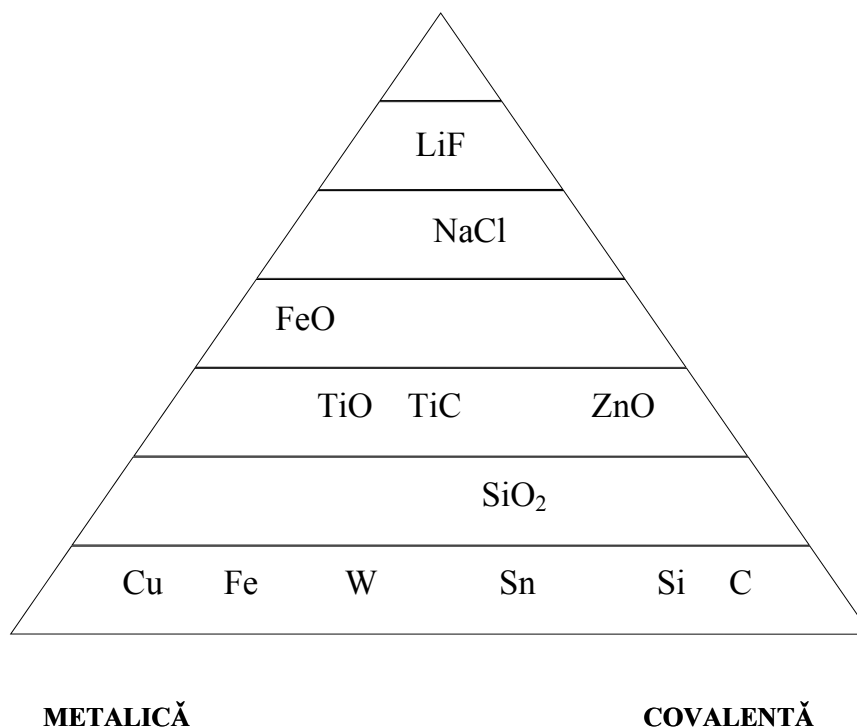 LiF
NaCl
FeO
TiO TiC ZnO
SiO₂
Cu Fe W Sn Si C
METALICĂ COVALENTĂ